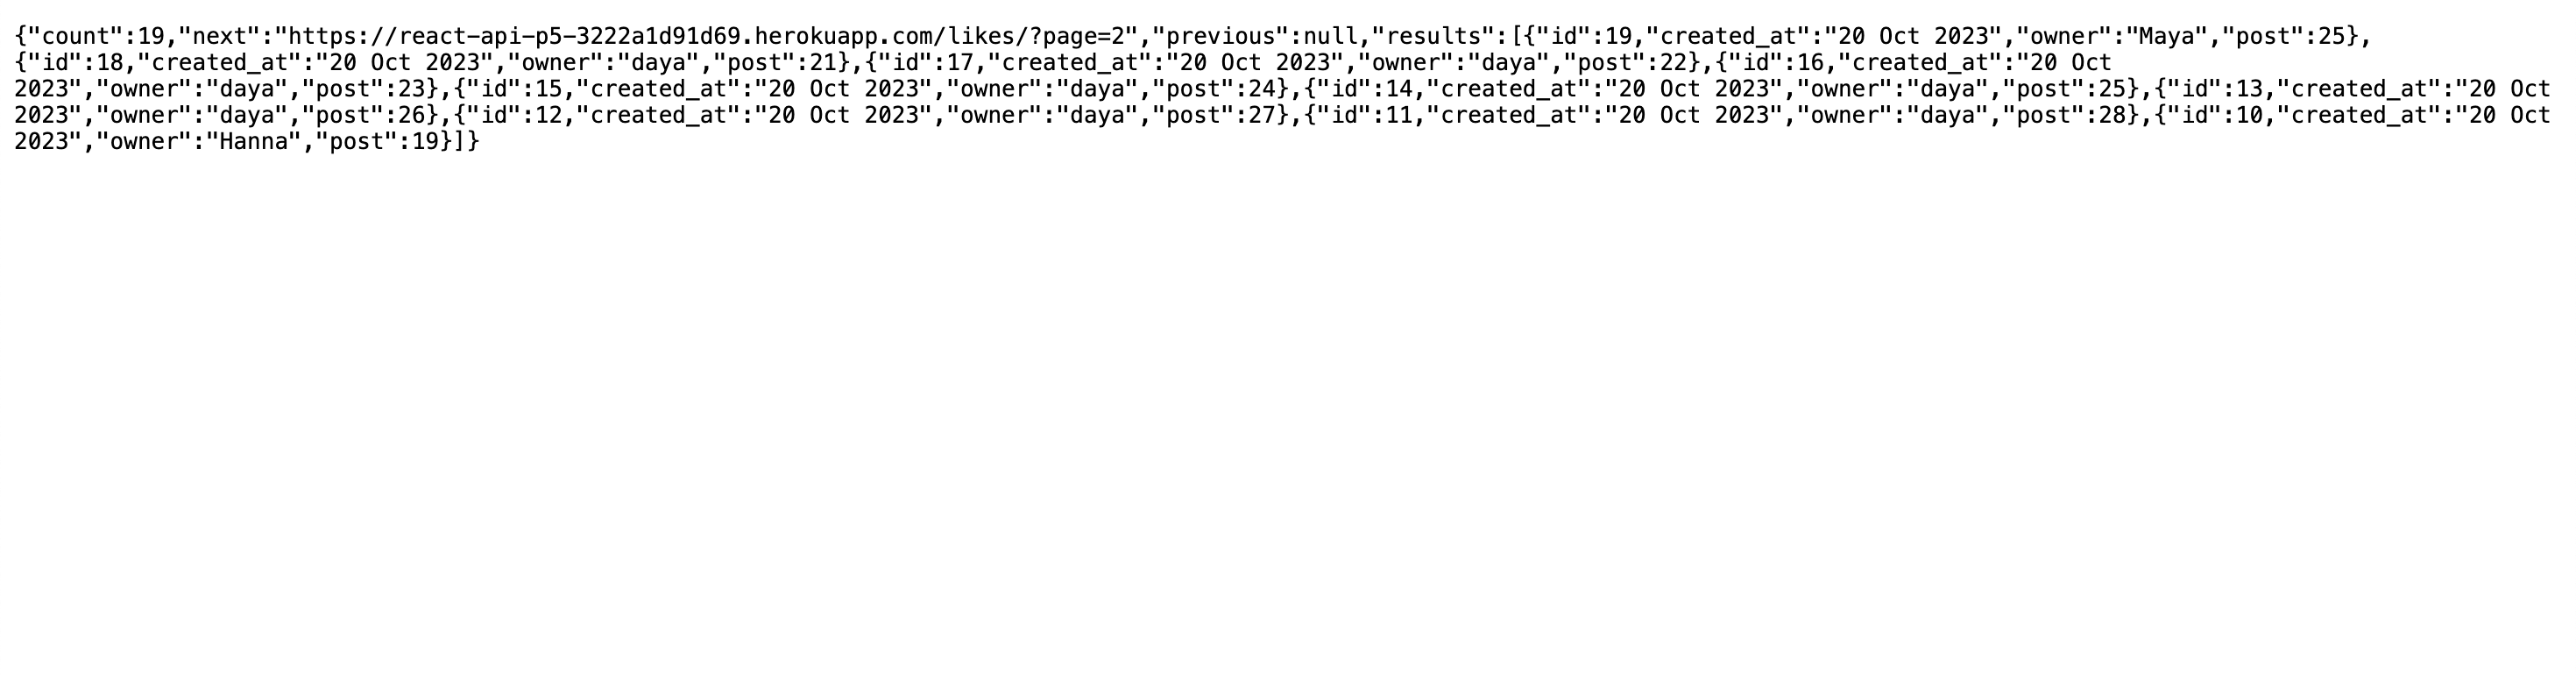 {"count":19,"next":"https://react-api-p5-3222a1d91d69.herokuapp.com/likes/?page=2","previous":null,"results":[{"id":19,"created_at":"20 Oct 2023","owner":"Maya","post":25},
{"id":18,"created_at":"20 Oct 2023","owner":"daya","post":21},{"id":17,"created_at":"20 Oct 2023","owner":"daya","post":22},{"id":16,"created_at":"20 Oct
2023","owner":"daya","post":23},{"id":15,"created_at":"20 Oct 2023","owner":"daya","post":24},{"id":14,"created_at":"20 Oct 2023","owner":"daya","post":25},{"id":13,"created_at":"20 Oct
2023","owner":"daya","post":26},{"id":12,"created_at":"20 Oct 2023","owner":"daya","post":27},{"id":11,"created_at":"20 Oct 2023","owner":"daya","post":28},{"id":10,"created_at":"20 Oct
2023","owner":"Hanna","post":19}]}